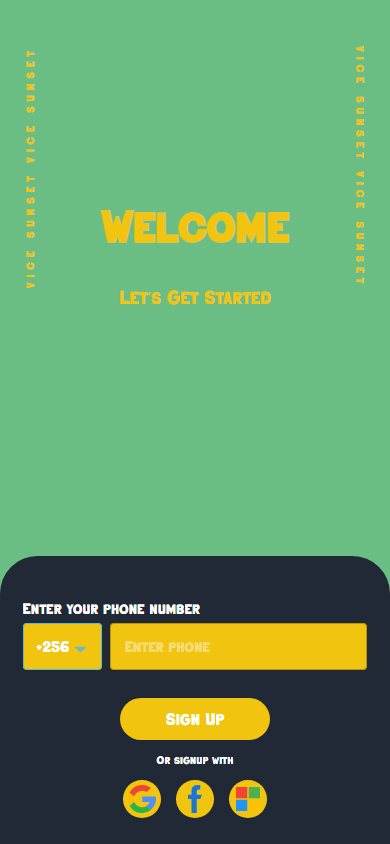 VICE SUNSET VICE SUNSET
VICE SUNSET VICE SUNSET
WELCOME
LET'S GET STARTED
ENTER YOUR PHONE NUMBER
+256
ENTER PHONE
SIGN UP
OR SIGNUP WITH